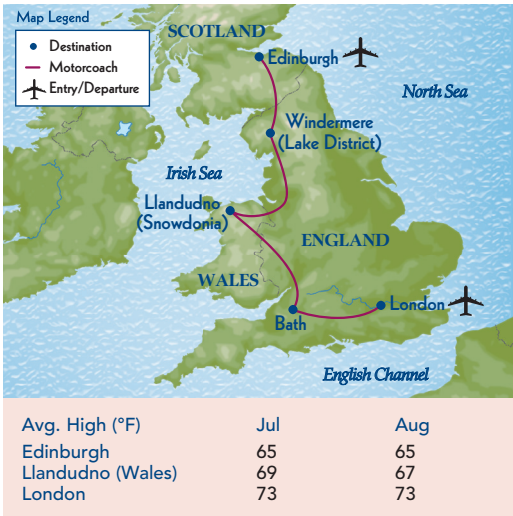 Map Legend
Destination
Motorcoach
Entry/Departure
SCOTLAND
Edinburgh
North Sea
Windermere
(Lake District)
Irish Sea
Llandudno
(Snowdonia)
ENGLAND
WALES
London
Bath
English Channel
Avg. High (°F) Jul Aug
Edinburgh 65 65
Llandudno (Wales) 69 67
London 73 73